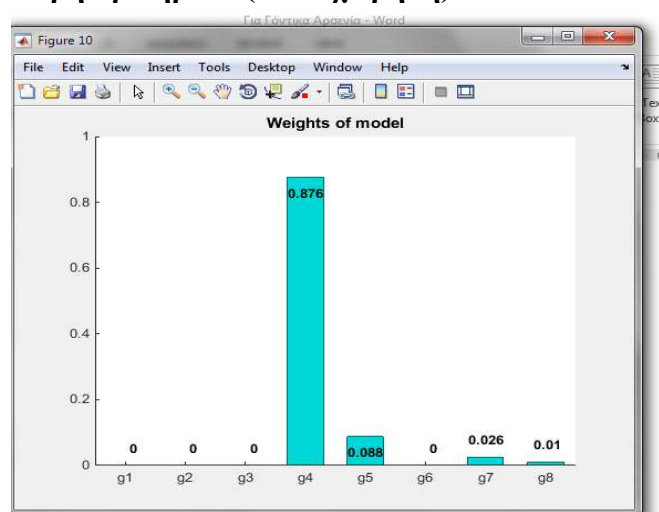 Για Γόντικα Αρσενία - Word
Figure 10
File Edit View Insert Tools Desktop Window Help
Weights of model
1
0.8
0.6
0.4
0.2
0
0 0 0 0.876 0.088 0 0.026 0.01
g1 g2 g3 g4 g5 g6 g7 g8